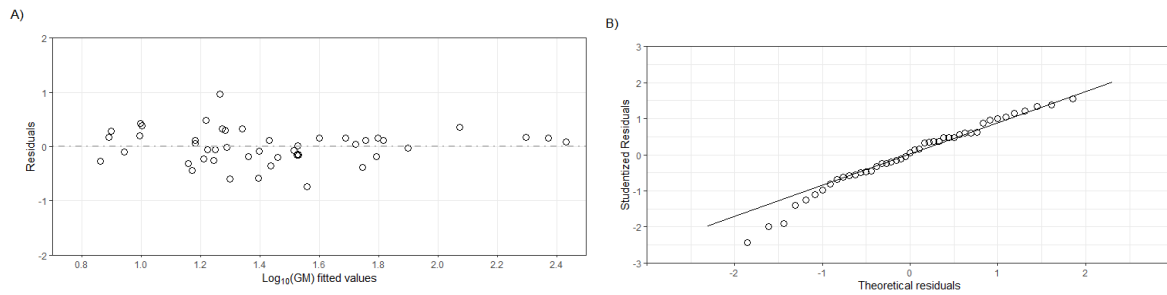 A)
2
1
0
-1
-2
Residuals
0.8 1.0 1.2 1.4 1.6 1.8 2.0 2.2 2.4
Log₁₀(GM) fitted values
B)
3
2
1
0
-1
-2
-3
Studentized Residuals
-2 -1 0 1 2
Theoretical residuals